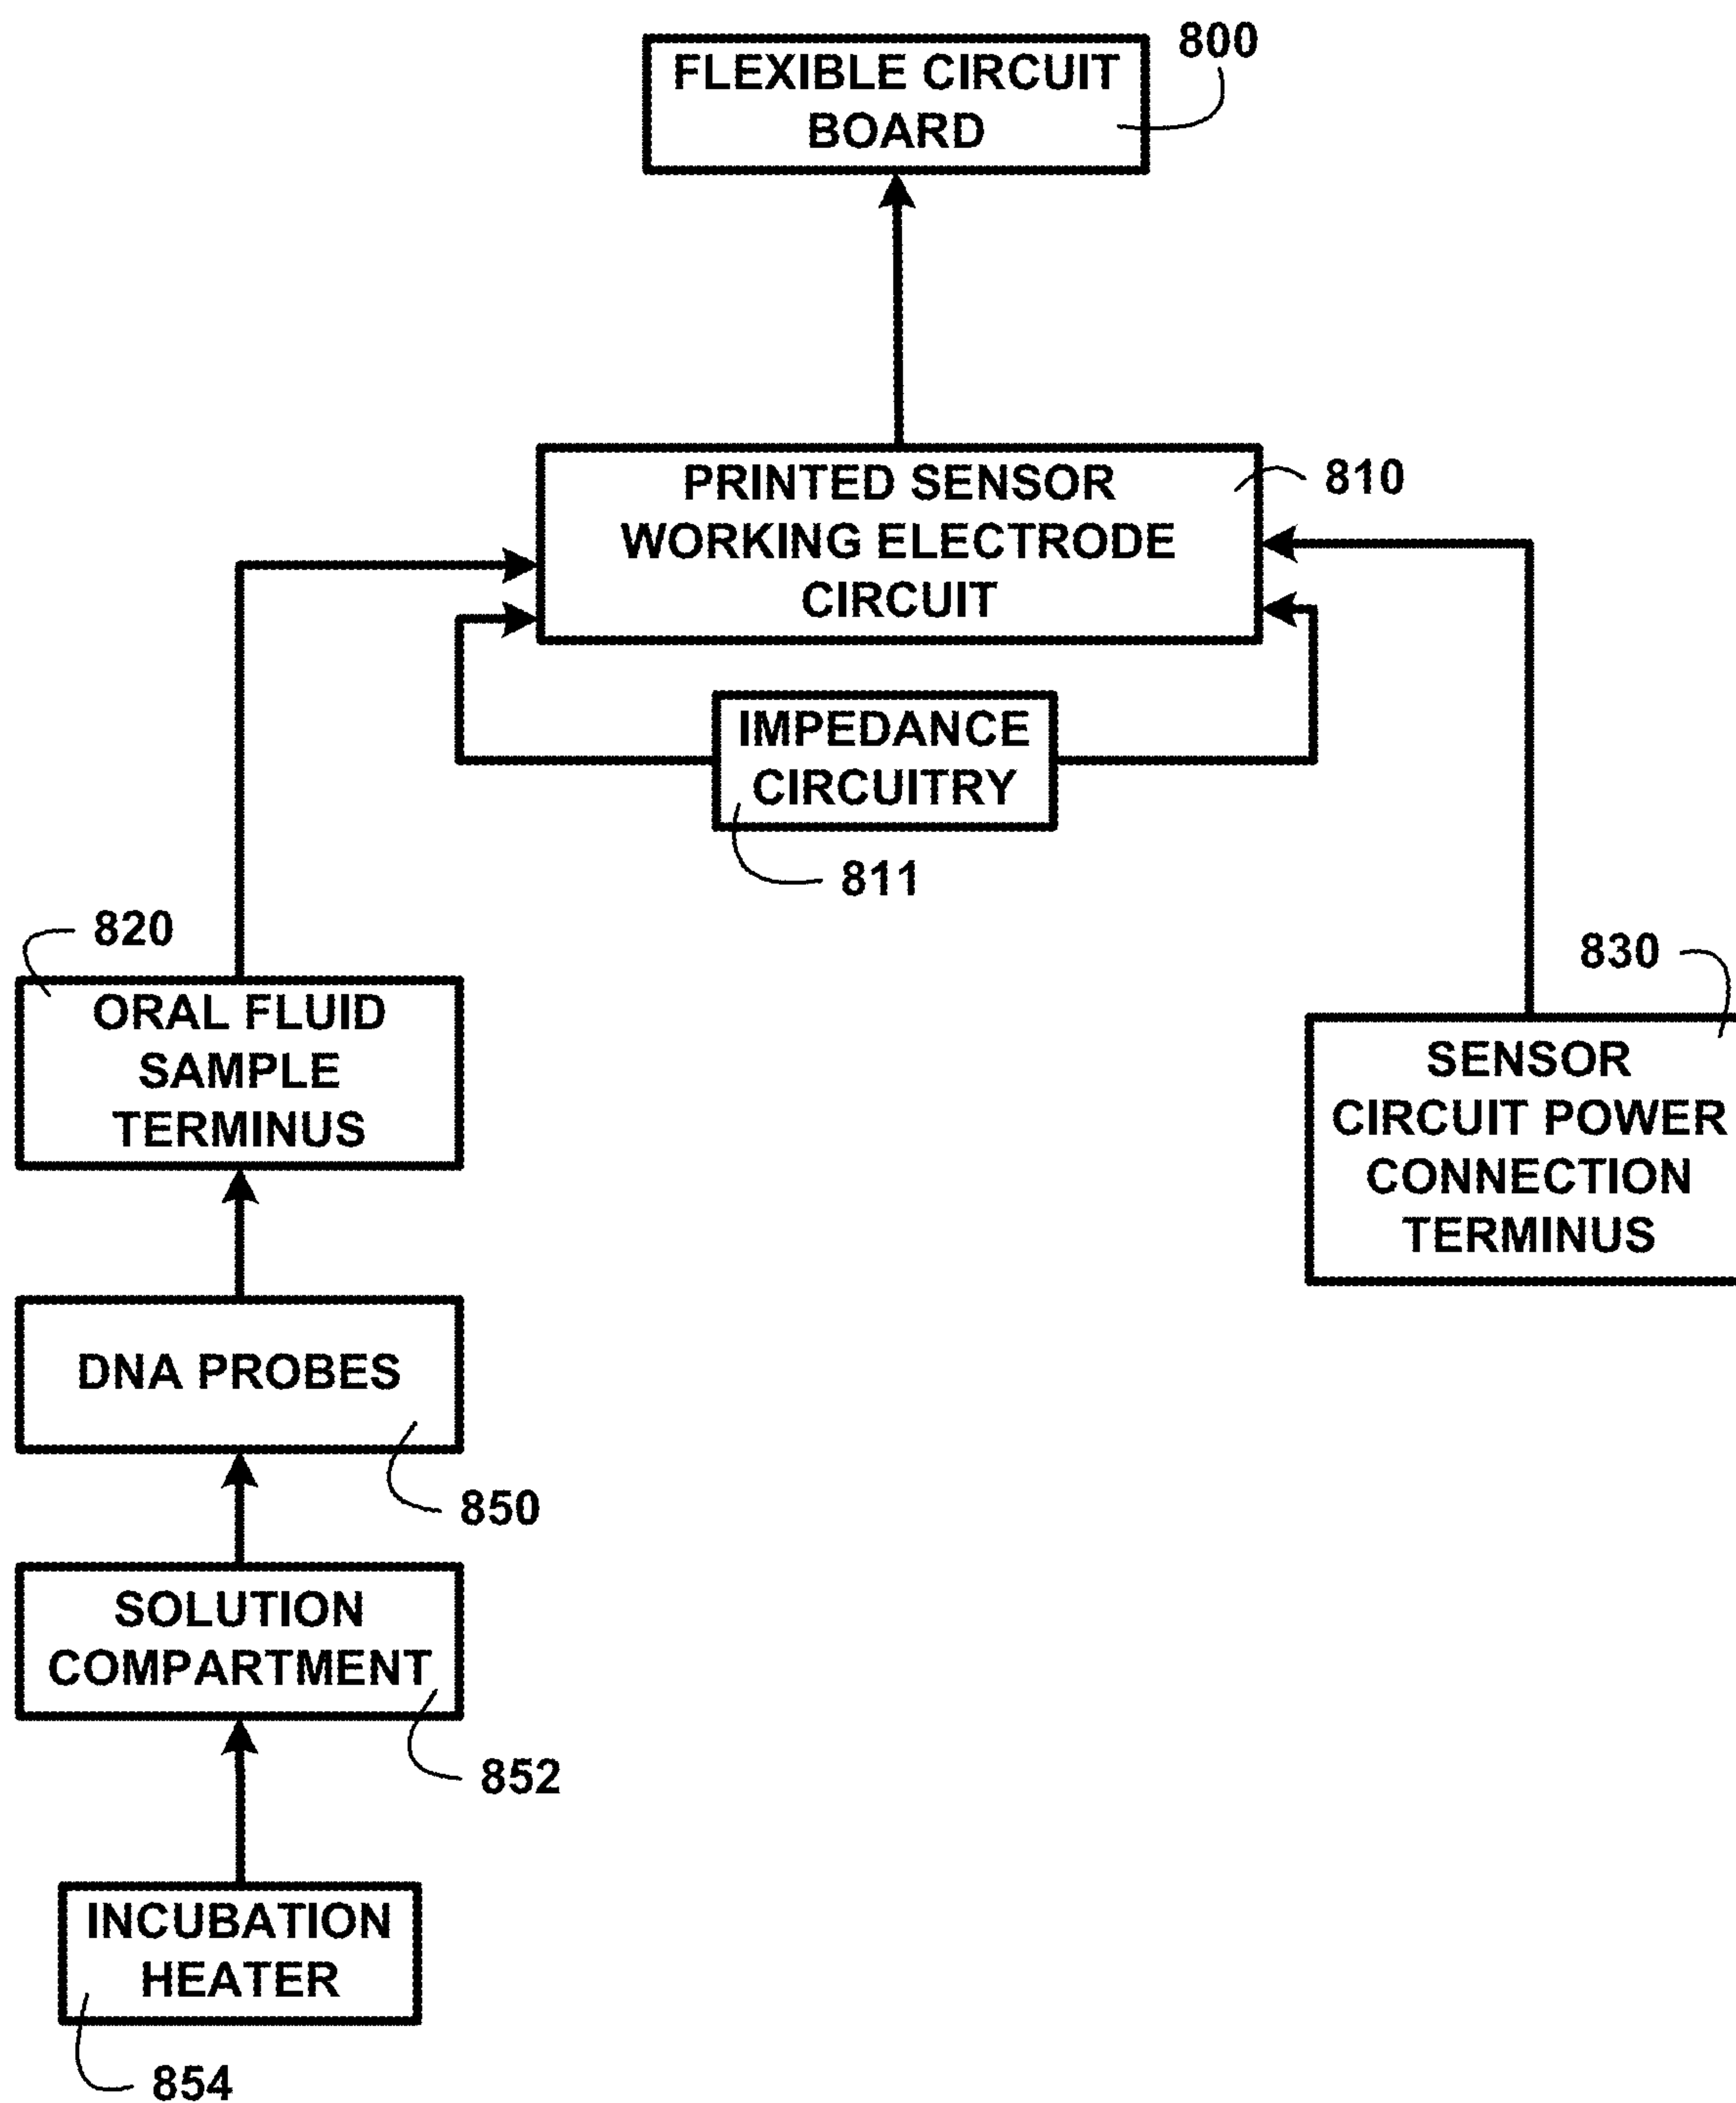 FLEXIBLE CIRCUIT
BOARD
800
PRINTED SENSOR
WORKING ELECTRODE
CIRCUIT
810
IMPEDANCE
CIRCUITRY
811
820
ORAL FLUID
SAMPLE
TERMINUS
830
SENSOR
CIRCUIT POWER
CONNECTION
TERMINUS
DNA PROBES
850
SOLUTION
COMPARTMENT
852
INCUBATION
HEATER
854